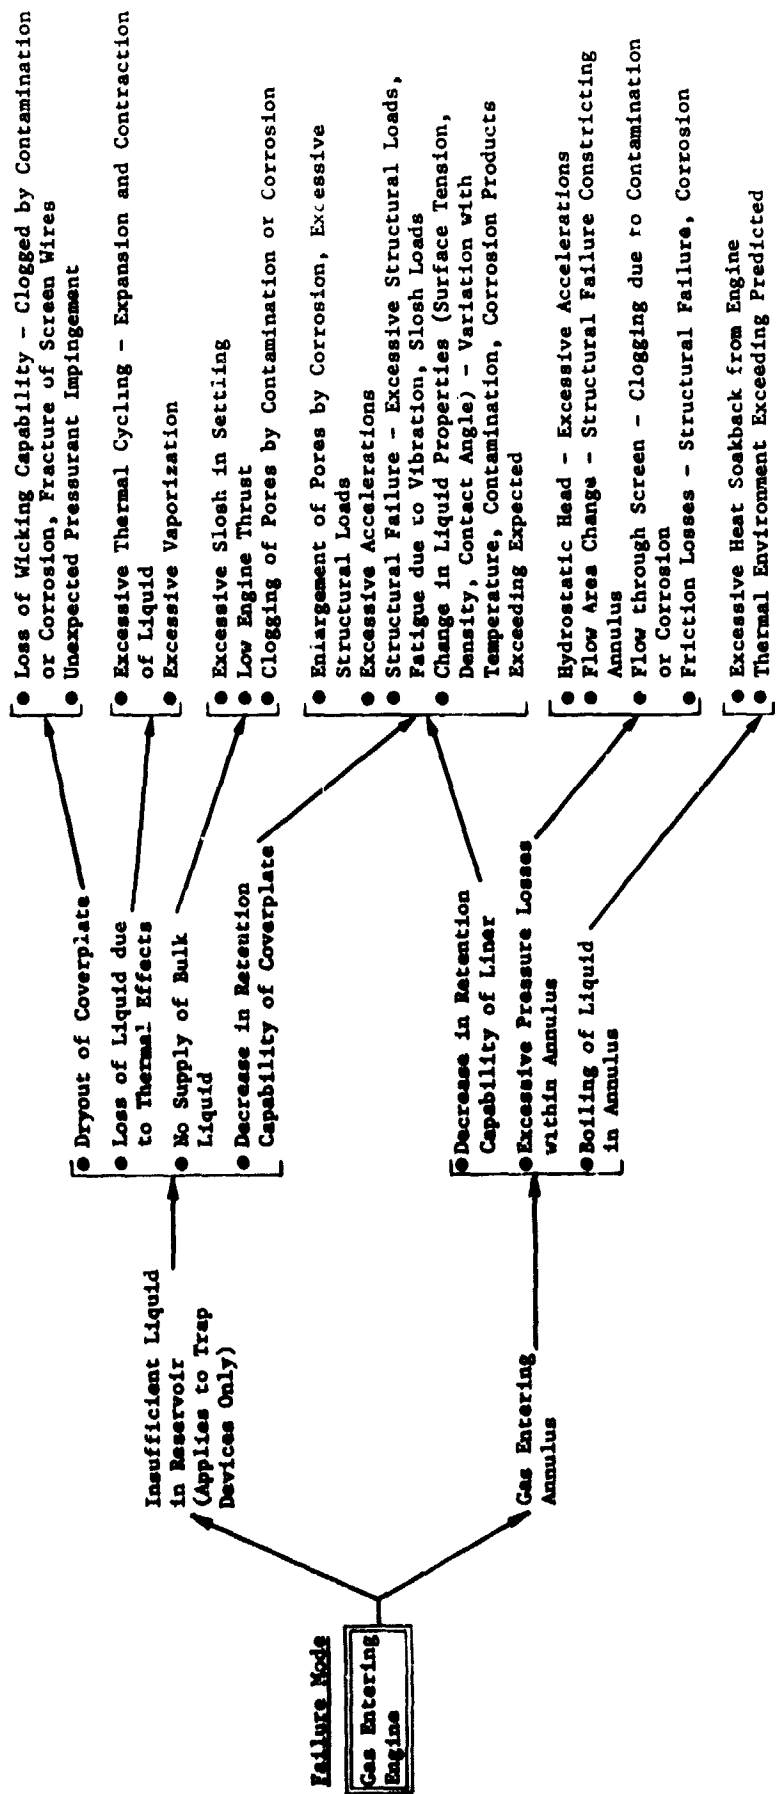 Failure Mode
Gas Entering
Engine
Insufficient Liquid
in Reservoir
(Applies to Trap
Devices Only)
Gas Entering
Annulus
● Dryout of Coverplate
● Loss of Liquid due
to Thermal Effects
● No Supply of Bulk
Liquid
● Decrease in Retention
Capability of Coverplate
● Decrease in Retention
Capability of Liner
● Excessive Pressure Losses
within Annulus
● Boiling of Liquid
in Annulus
● Loss of Wicking Capability - Clogged by Contamination
or Corrosion, Fracture of Screen Wires
● Unexpected Pressurant Impingement
● Excessive Thermal Cycling - Expansion and Contraction
of Liquid
● Excessive Vaporization
● Excessive Slosh in Settling
● Low Engine Thrust
● Clogging of Pores by Contamination or Corrosion
● Enlargement of Pores by Corrosion, Excessive
Structural Loads
● Excessive Accelerations
● Structural Failure - Excessive Structural Loads,
Fatigue due to Vibration, Slosh Loads
● Change in Liquid Properties (Surface Tension,
Density, Contact Angle) - Variation with
Temperature, Contamination, Corrosion Products
Exceeding Expected
● Hydrostatic Head - Excessive Accelerations
● Flow Area Change - Structural Failure Constricting
Annulus
● Flow through Screen - Clogging due to Contamination
or Corrosion
● Friction Losses - Structural Failure, Corrosion
● Excessive Heat Soakback from Engine
● Thermal Environment Exceeding Predicted